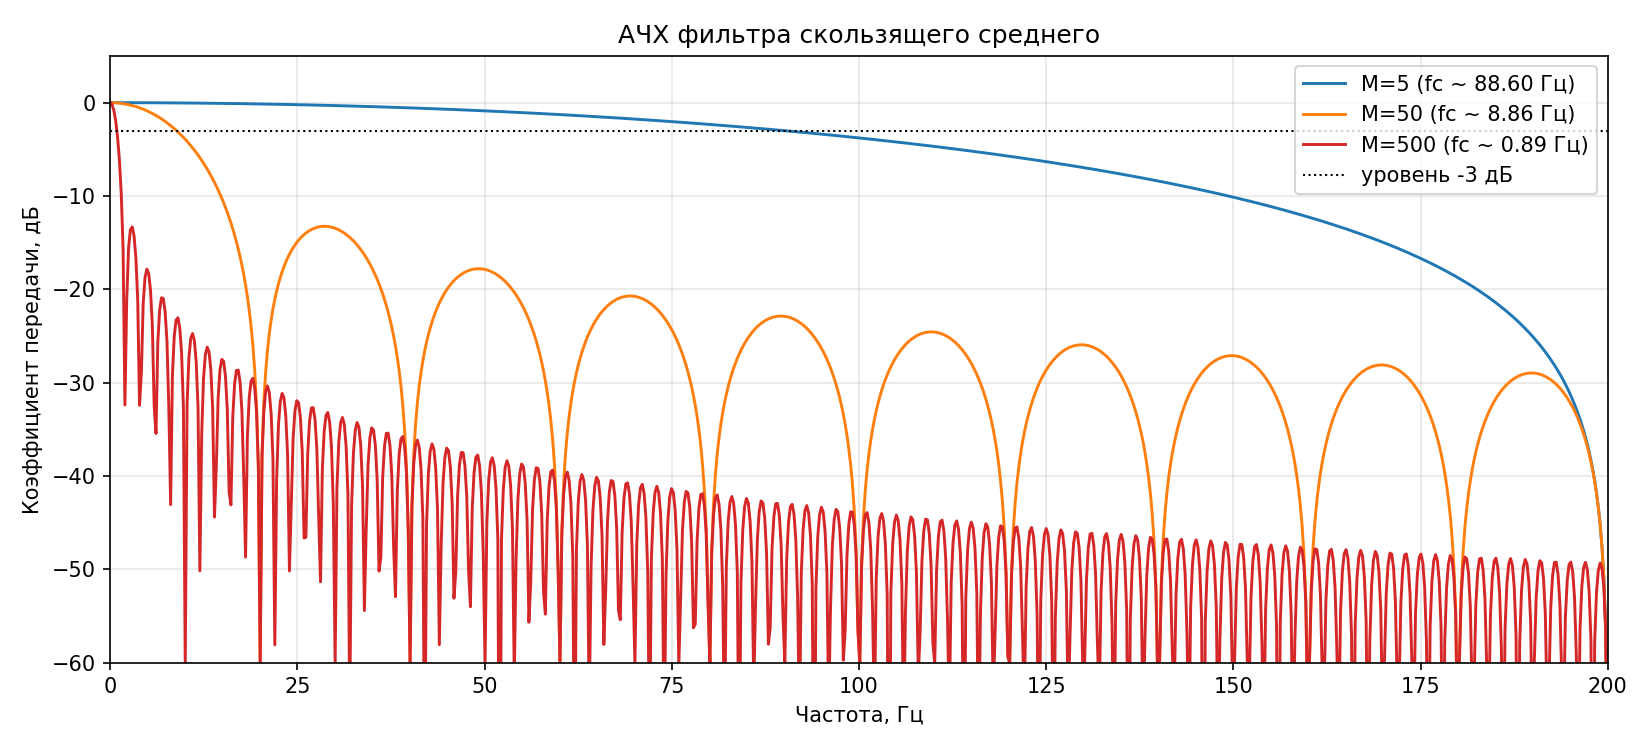 АЧХ фильтра скользящего среднего
M=5 (fc ~ 88.60 Гц)
M=50 (fc ~ 8.86 Гц)
M=500 (fc ~ 0.89 Гц)
уровень -3 дБ
Коэффициент передачи, дБ
0
−10
−20
−30
−40
−50
−60
0 25 50 75 100 125 150 175 200
Частота, Гц